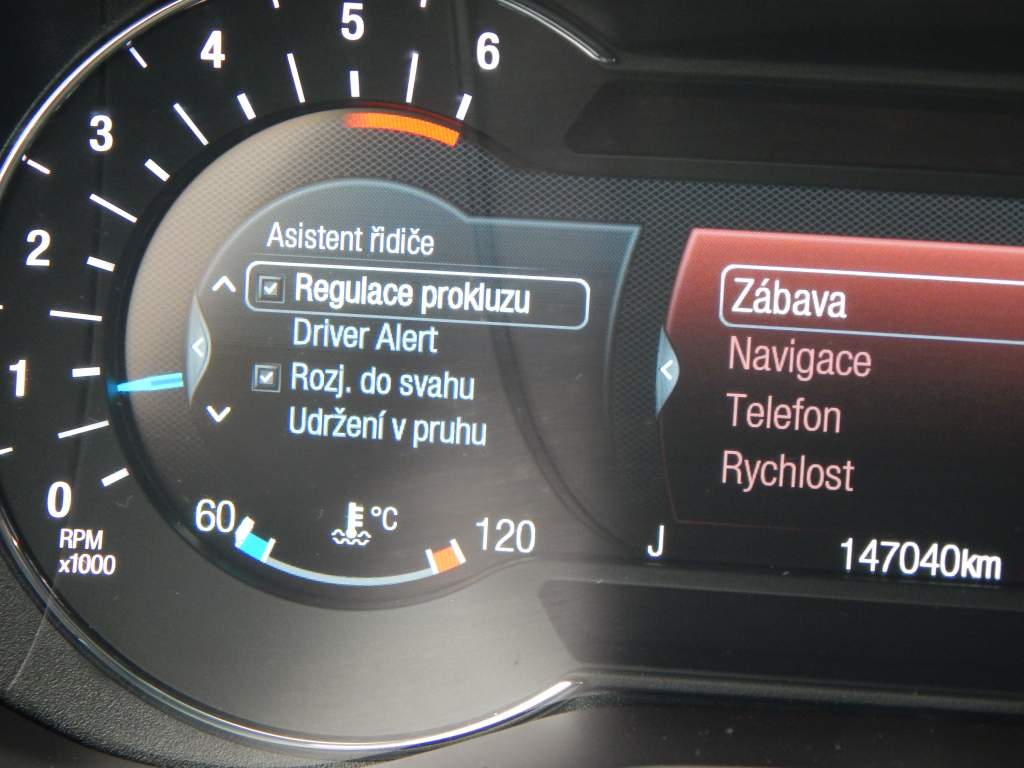 5
4
6
3
2
1
0
RPM
x1000
Asistent řidiče
Regulace prokluzu
Driver Alert
Rozj. do svahu
Udržení v pruhu
60
°C
120
Zábava
Navigace
Telefon
Rychlost
J
147040km